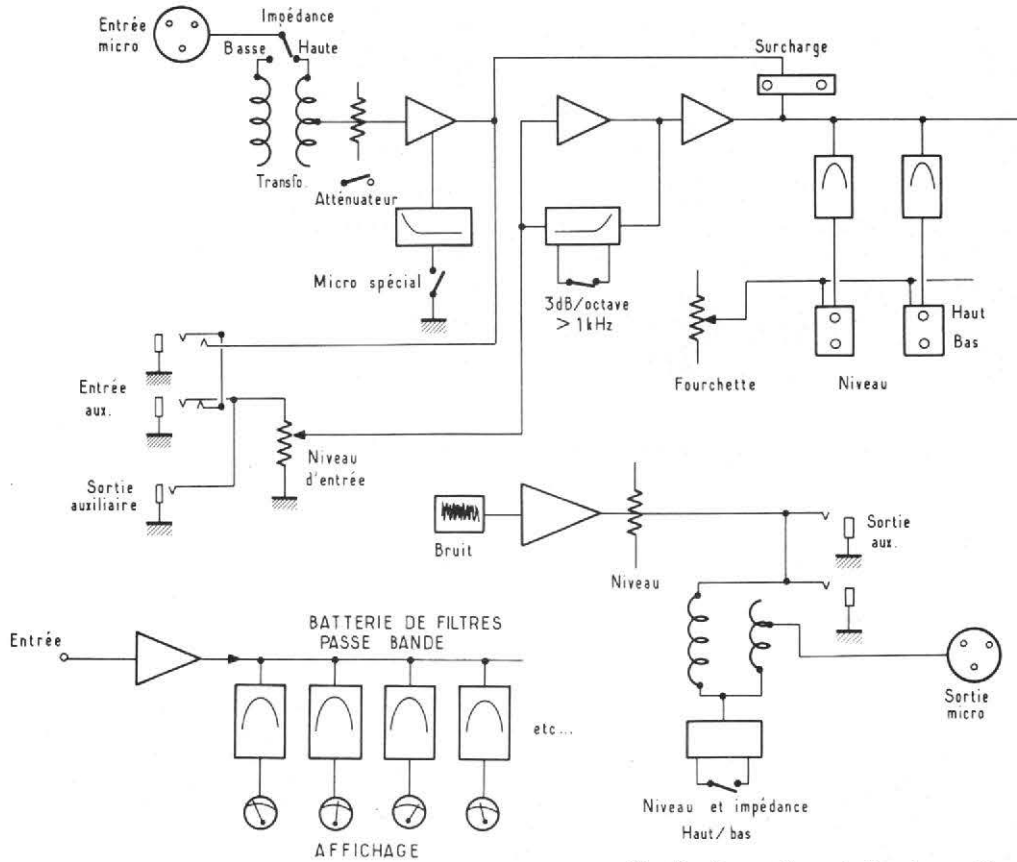 Entrée
micro
Impédance
Basse
Haute
Transfo.
Atténuateur
Micro spécial
Surcharge
3dB/octave
> 1kHz
Fourchette
Haut
Bas
Niveau
Entrée
aux.
Niveau
d'entrée
Sortie
auxiliaire
Bruit
Niveau
Sortie
aux.
Entrée
BATTERIE DE FILTRES
PASSE BANDE
etc...
AFFICHAGE
Sortie
micro
Niveau et impédance
Haut/bas